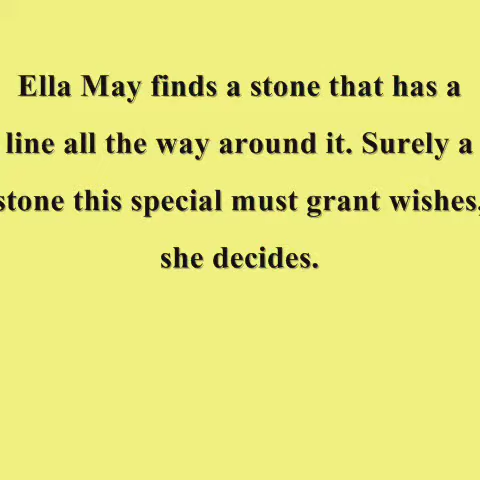 Ella May finds a stone that has a
line all the way around it. Surely a
stone this special must grant wishes,
she decides.